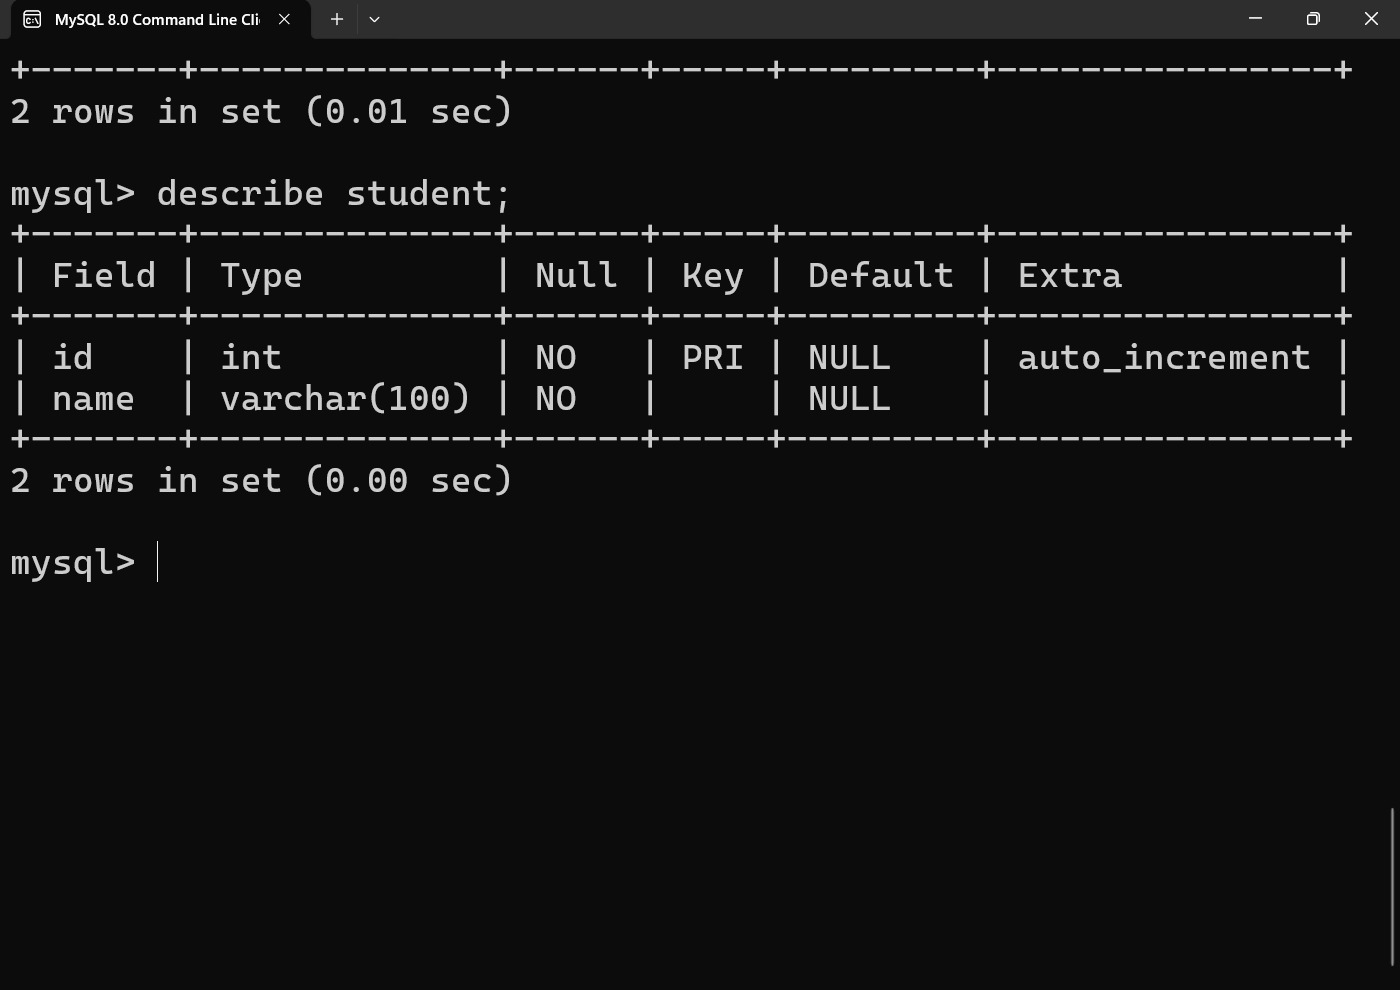 MySQL 8.0 Command Line Cli
+-------+--------------+------+-----+---------+----------------+
2 rows in set (0.01 sec)
mysql> describe student;
+-------+--------------+------+-----+---------+----------------+
| Field | Type         | Null | Key | Default | Extra          |
+-------+--------------+------+-----+---------+----------------+
| id    | int          | NO   | PRI | NULL    | auto_increment |
| name  | varchar(100) | NO   |     | NULL    |                |
+-------+--------------+------+-----+---------+----------------+
2 rows in set (0.00 sec)
mysql>